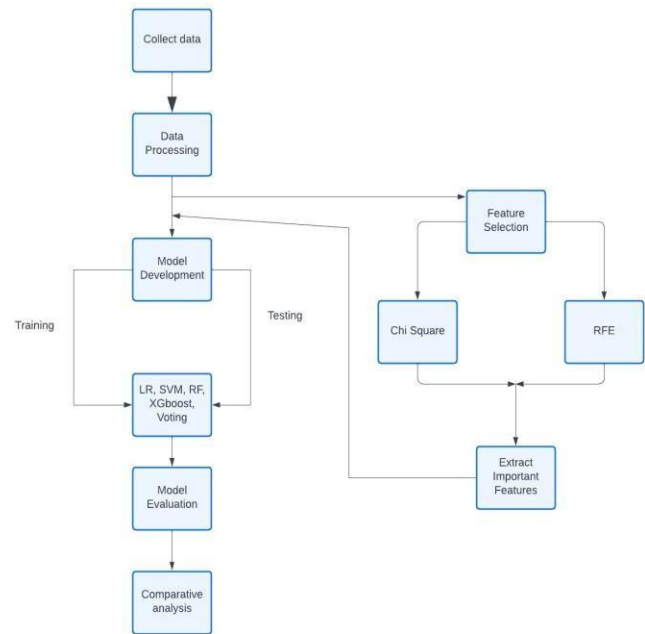 Collect data
Data
Processing
Feature
Selection
Model
Development
Training
Testing
Chi Square
RFE
LR, SVM, RF,
XGboost,
Voting
Extract
Important
Features
Model
Evaluation
Comparative
analysis